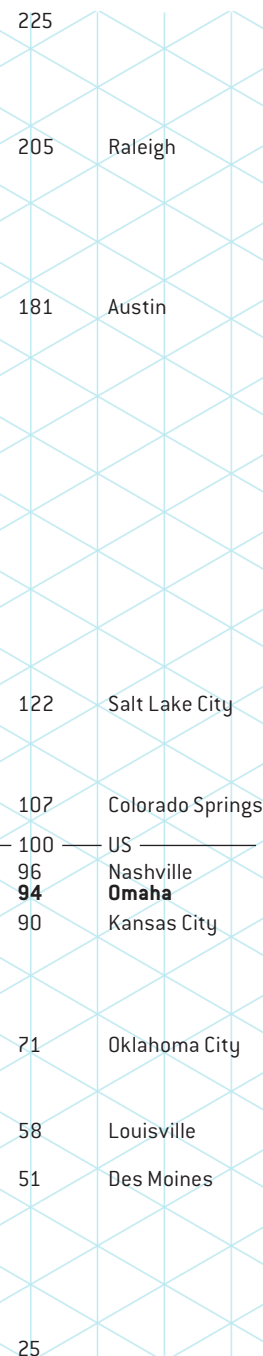 225
205 Raleigh
181 Austin
122 Salt Lake City
107 Colorado Springs
100 US
96 Nashville
94 Omaha
90 Kansas City
71 Oklahoma City
58 Louisville
51 Des Moines
25